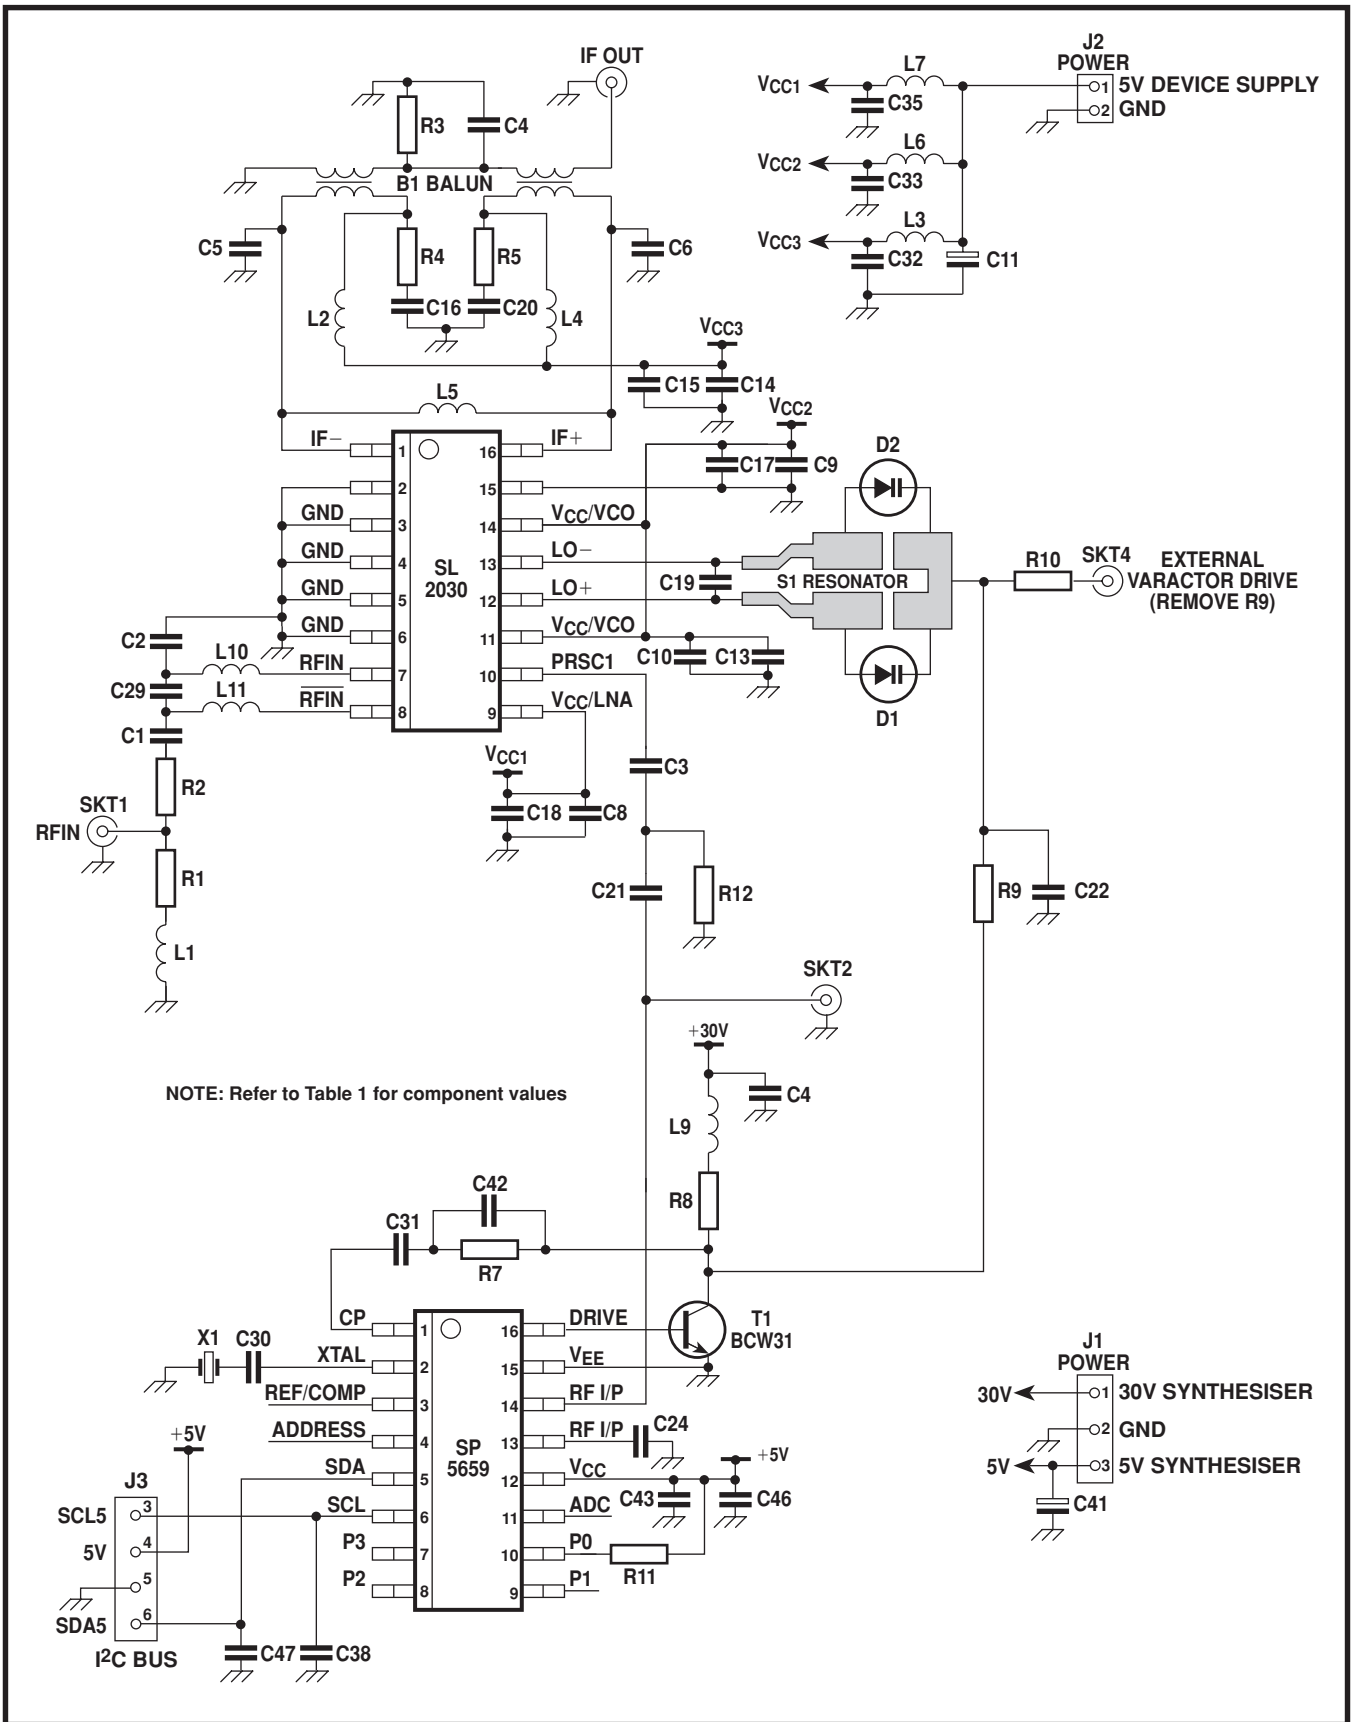 IF OUT
R3
C4
B1 BALUN
C5
R4
R5
C6
L2
C16
C20
L4
L5
J2
POWER
L7
VCC1
C35
1
5V DEVICE SUPPLY
2
GND
L6
VCC2
C33
L3
VCC3
C32
C11
VCC3
C15
C14
VCC2
C17
C9
D2
IF−
1
16
IF+
2
15
GND
3
14
VCC/VCO
GND
4
13
LO−
SL
2030
GND
5
12
LO+
GND
6
11
VCC/VCO
RFIN
7
10
PRSC1
RFIN
8
9
VCC/LNA
C19
S1 RESONATOR
R10
SKT4
EXTERNAL
VARACTOR DRIVE
(REMOVE R9)
C10
C13
D1
C2
L10
C29
L11
C1
R2
SKT1
RFIN
R1
L1
VCC1
C18
C8
C3
C21
R12
R9
C22
SKT2
+30V
C4
L9
R8
NOTE: Refer to Table 1 for component values
C42
C31
R7
T1
BCW31
CP
1
16
DRIVE
X1
C30
XTAL
2
15
VEE
REF/COMP
3
14
RF I/P
ADDRESS
4
13
RF I/P
C24
SP
5659
SDA
5
12
VCC
+5V
SCL
6
11
ADC
C43
C46
P3
7
10
P0
R11
P2
8
9
P1
+5V
J3
SCL5
3
5V
4
5
SDA5
6
I2C BUS
C47
C38
J1
POWER
30V
1
30V SYNTHESISER
2
GND
5V
3
5V SYNTHESISER
C41